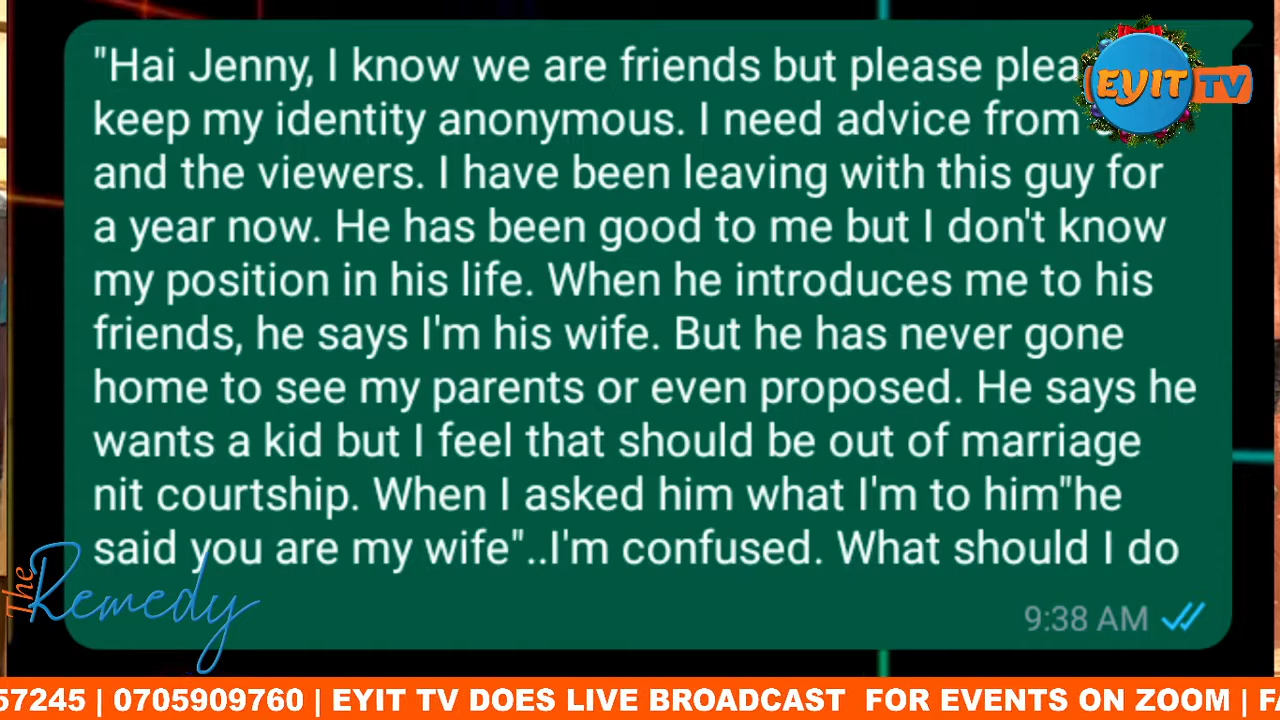 "Hai Jenny, I know we are friends but please
keep my identity anonymous. I need advice from
and the viewers. I have been leaving with this guy for
a year now. He has been good to me but I don't know
my position in his life. When he introduces me to his
friends, he says I'm his wife. But he has never gone
home to see my parents or even proposed. He says he
wants a kid but I feel that should be out of marriage
nit courtship. When I asked him what I'm to him"he
said you are my wife"..I'm confused. What should I do
9:38 AM
EYIT TV
The Remedy
57245 | 0705909760 | EYIT TV DOES LIVE BROADCAST FOR EVENTS ON ZOOM |